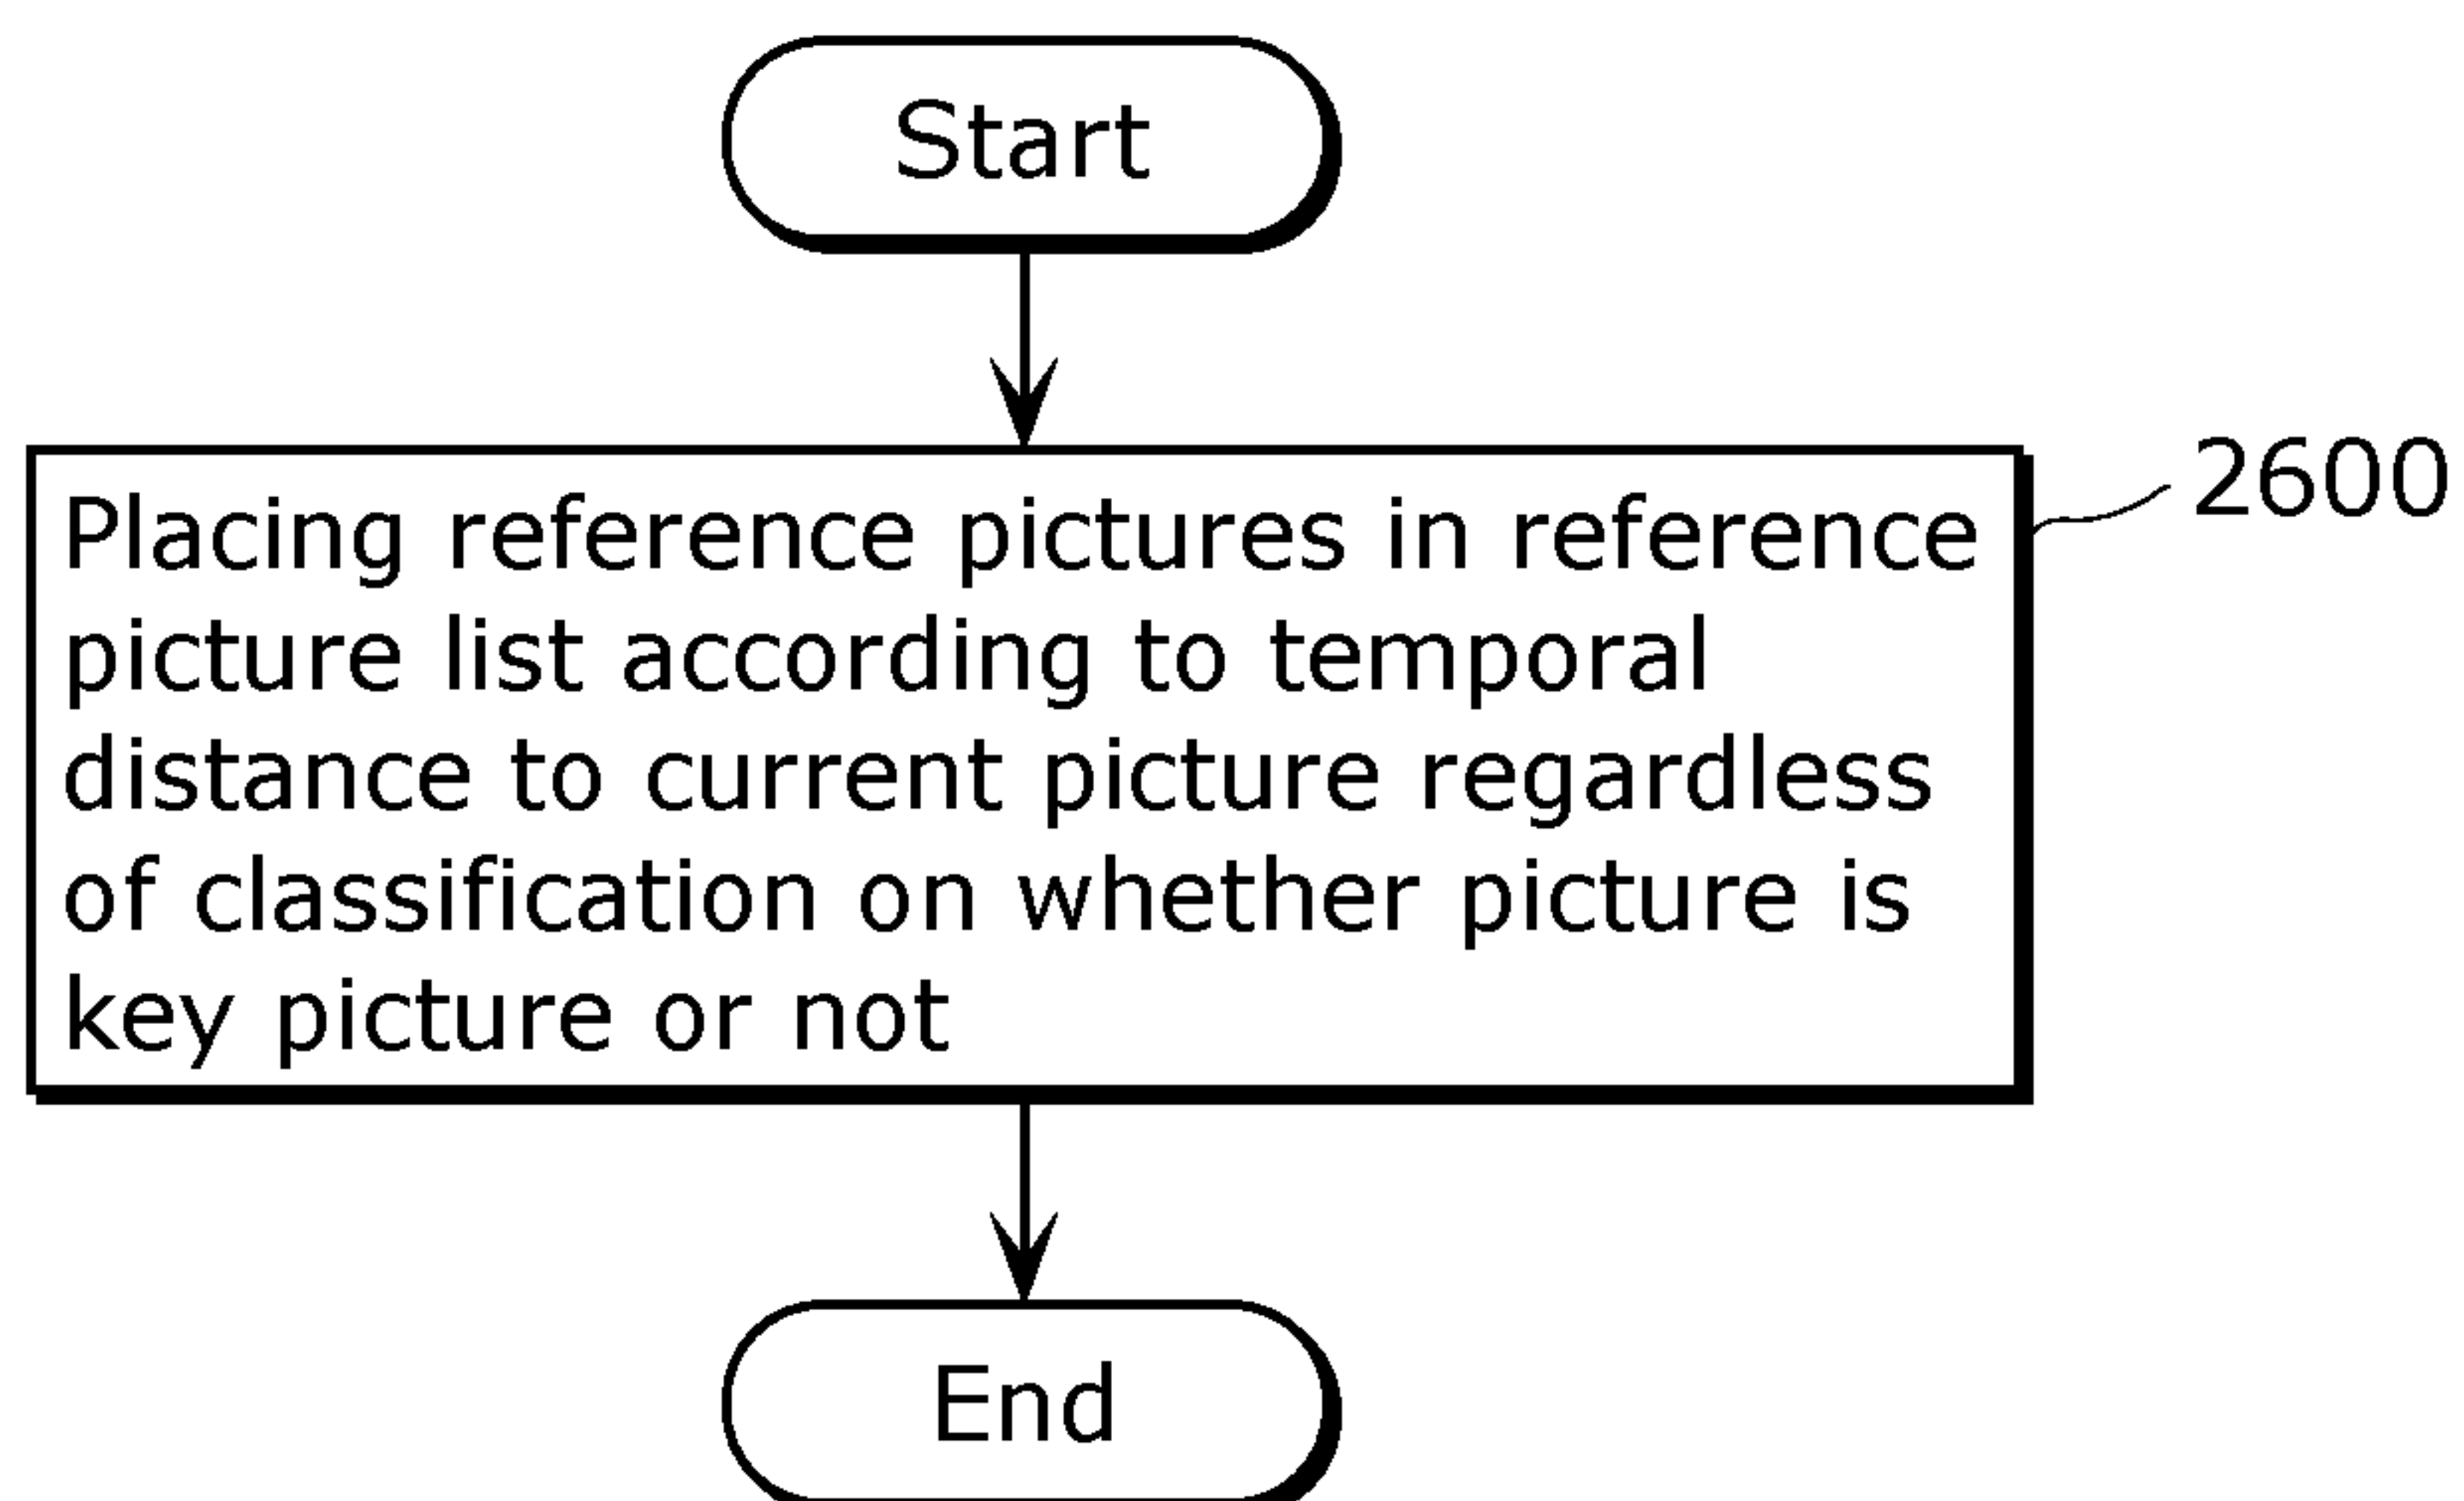 Start
Placing reference pictures in reference
picture list according to temporal
distance to current picture regardless
of classification on whether picture is
key picture or not
2600
End